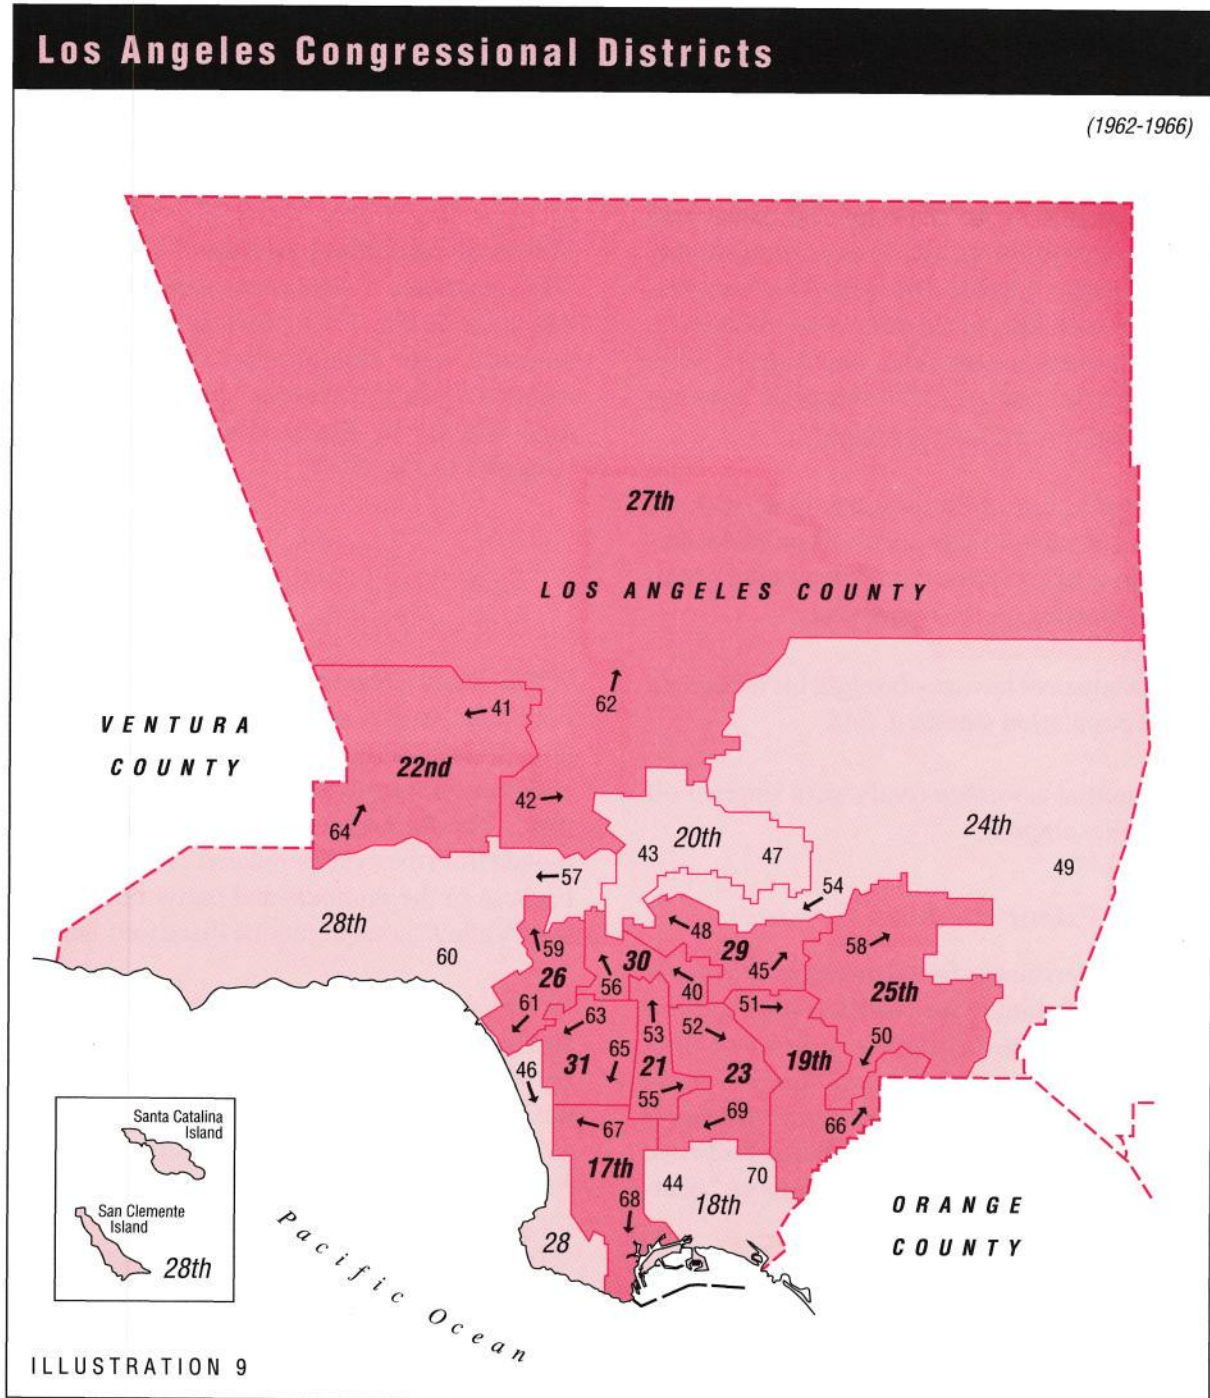 Los Angeles Congressional Districts
(1962-1966)
27th
LOS ANGELES COUNTY
62
41
VENTURA
COUNTY
22nd
42
64
20th
43
47
24th
49
57
54
28th
60
59
48
29
58
30
45
26
56
40
25th
61
63
51
53
52
50
65
46
31
21
23
19th
55
69
66
67
17th
44
70
68
18th
28
Santa Catalina
Island
San Clemente
Island
28th
ORANGE
COUNTY
Pacific Ocean
ILLUSTRATION 9